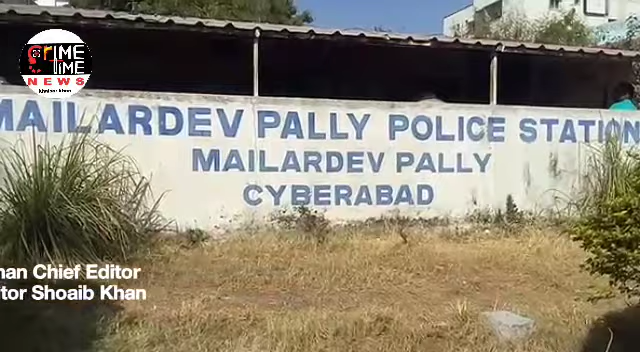 CRIME
TIME
NEWS
MAILARDEV PALLY POLICE STATION
MAILARDEV PALLY
CYBERABAD
Chief Editor
Shoaib Khan